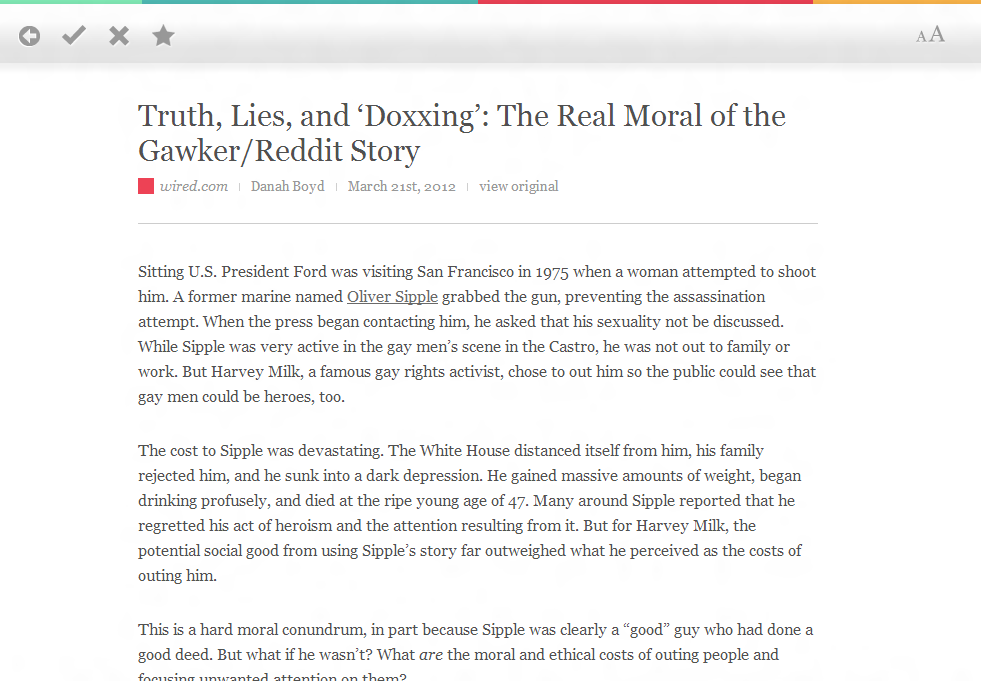 AA
Truth, Lies, and ‘Doxxing’: The Real Moral of the
Gawker/Reddit Story
wired.com | Danah Boyd | March 21st, 2012 | view original
Sitting U.S. President Ford was visiting San Francisco in 1975 when a woman attempted to shoot
him. A former marine named Oliver Sipple grabbed the gun, preventing the assassination
attempt. When the press began contacting him, he asked that his sexuality not be discussed.
While Sipple was very active in the gay men’s scene in the Castro, he was not out to family or
work. But Harvey Milk, a famous gay rights activist, chose to out him so the public could see that
gay men could be heroes, too.
The cost to Sipple was devastating. The White House distanced itself from him, his family
rejected him, and he sunk into a dark depression. He gained massive amounts of weight, began
drinking profusely, and died at the ripe young age of 47. Many around Sipple reported that he
regretted his act of heroism and the attention resulting from it. But for Harvey Milk, the
potential social good from using Sipple’s story far outweighed what he perceived as the costs of
outing him.
This is a hard moral conundrum, in part because Sipple was clearly a “good” guy who had done a
good deed. But what if he wasn’t? What are the moral and ethical costs of outing people and
focusing unwanted attention on them?